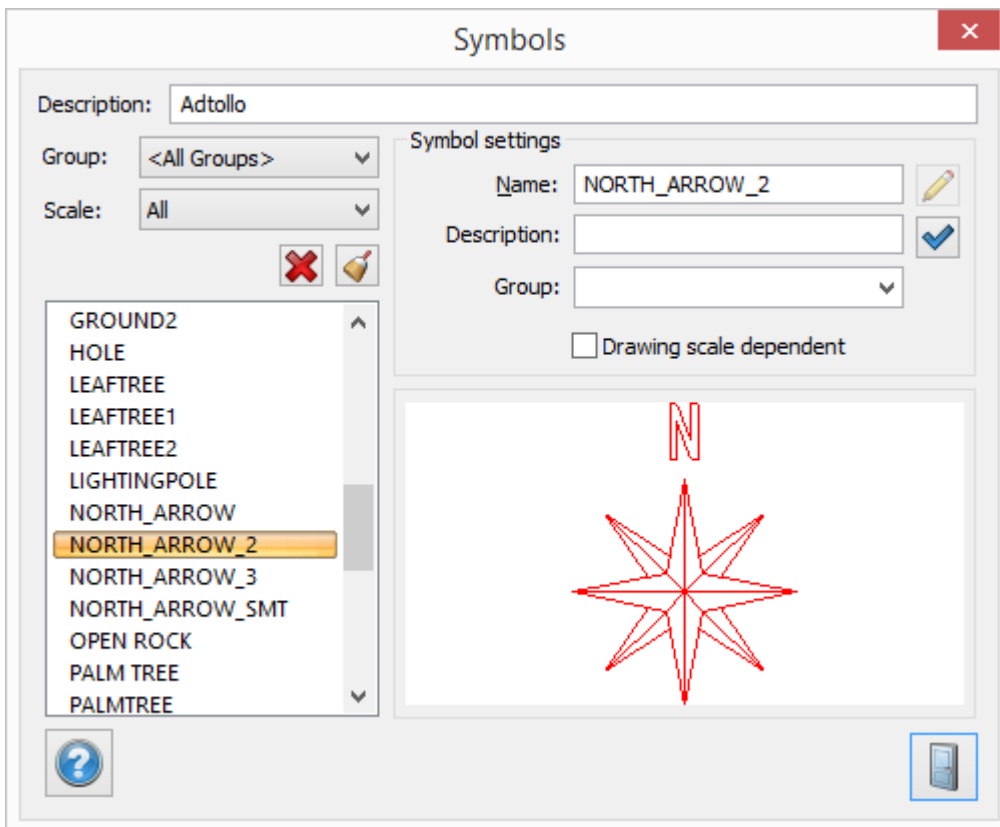 Symbols
Description: Adtollo
Group: <All Groups>
Scale: All
GROUND2
HOLE
LEAFTREE
LEAFTREE1
LEAFTREE2
LIGHTINGPOLE
NORTH_ARROW
NORTH_ARROW_2
NORTH_ARROW_3
NORTH_ARROW_SMT
OPEN ROCK
PALM TREE
PALMTREE
Symbol settings
Name: NORTH_ARROW_2
Description:
Group:
Drawing scale dependent
N